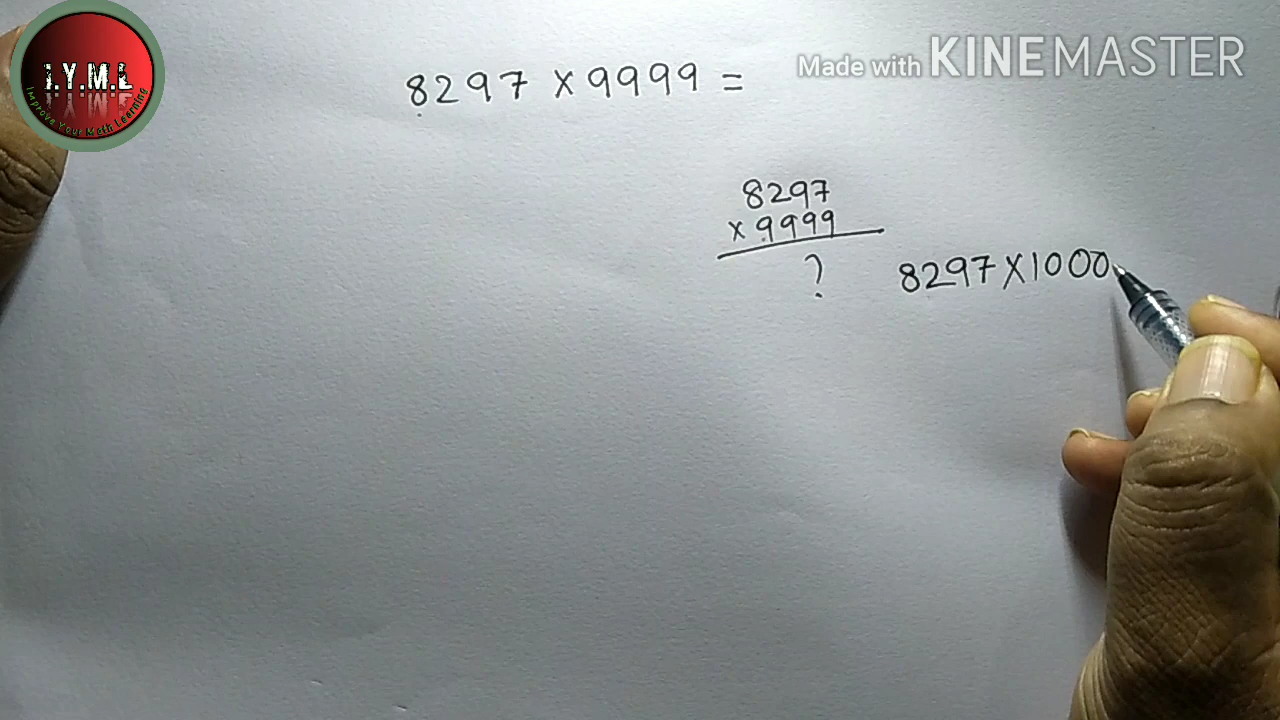 I.Y.M.L
Improve Your Math Learning
Made with KINEMASTER
8297 × 9999 =
8297
× 9999
?
8297 × 1000